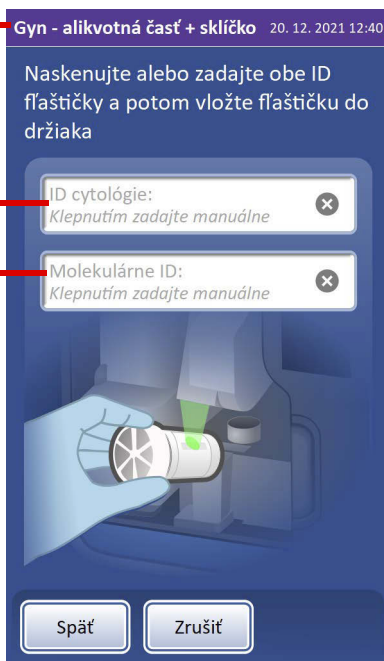 Gyn - alikvotná časť + sklíčko 20. 12. 2021 12:40
Naskenujte alebo zadajte obe ID
fľaštičky a potom vložte fľaštičku do
držiaka
ID cytológie:
Klepnutím zadajte manuálne
Molekulárne ID:
Klepnutím zadajte manuálne
Späť Zrušiť